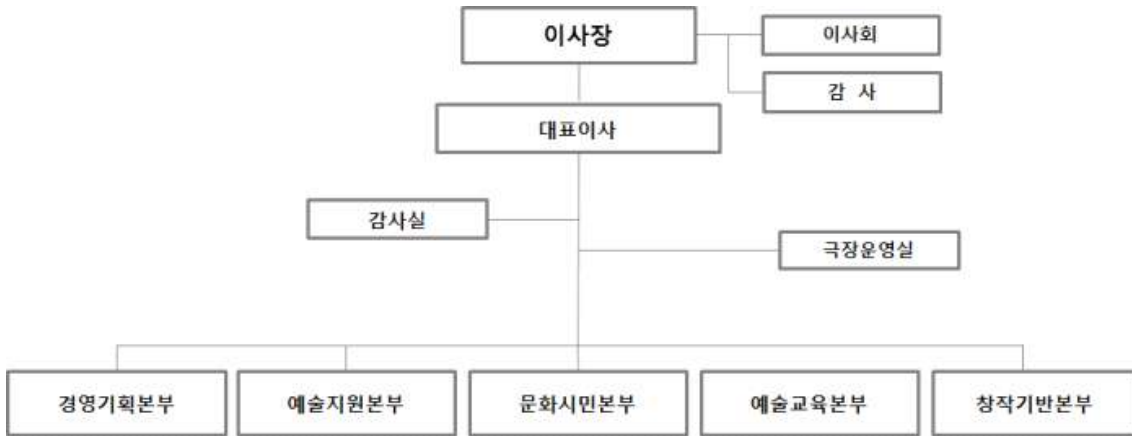 이사장
이사회
감 사
대표이사
감사실
극장운영실
경영기획본부
예술지원본부
문화시민본부
예술교육본부
창작기반본부